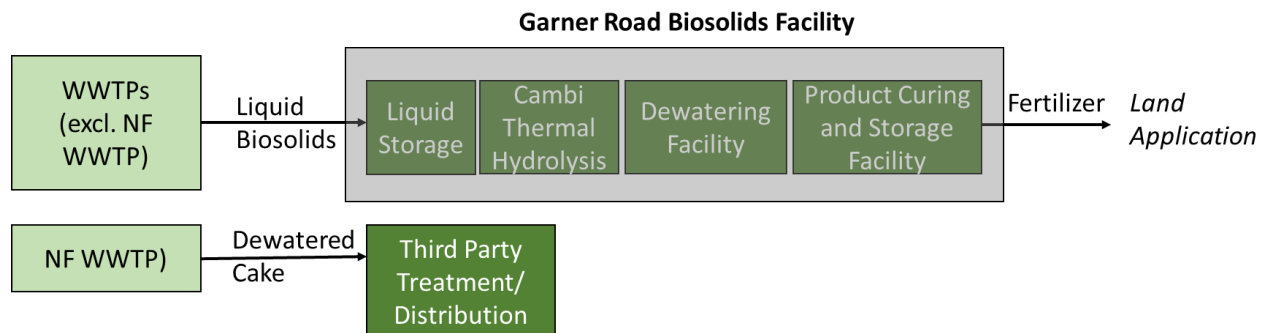 Garner Road Biosolids Facility
WWTPs
(excl. NF
WWTP)
Liquid
Biosolids
Liquid
Storage
Cambi
Thermal
Hydrolysis
Dewatering
Facility
Product Curing
and Storage
Facility
Fertilizer
Land
Application
NF WWTP)
Dewatered
Cake
Third Party
Treatment/
Distribution